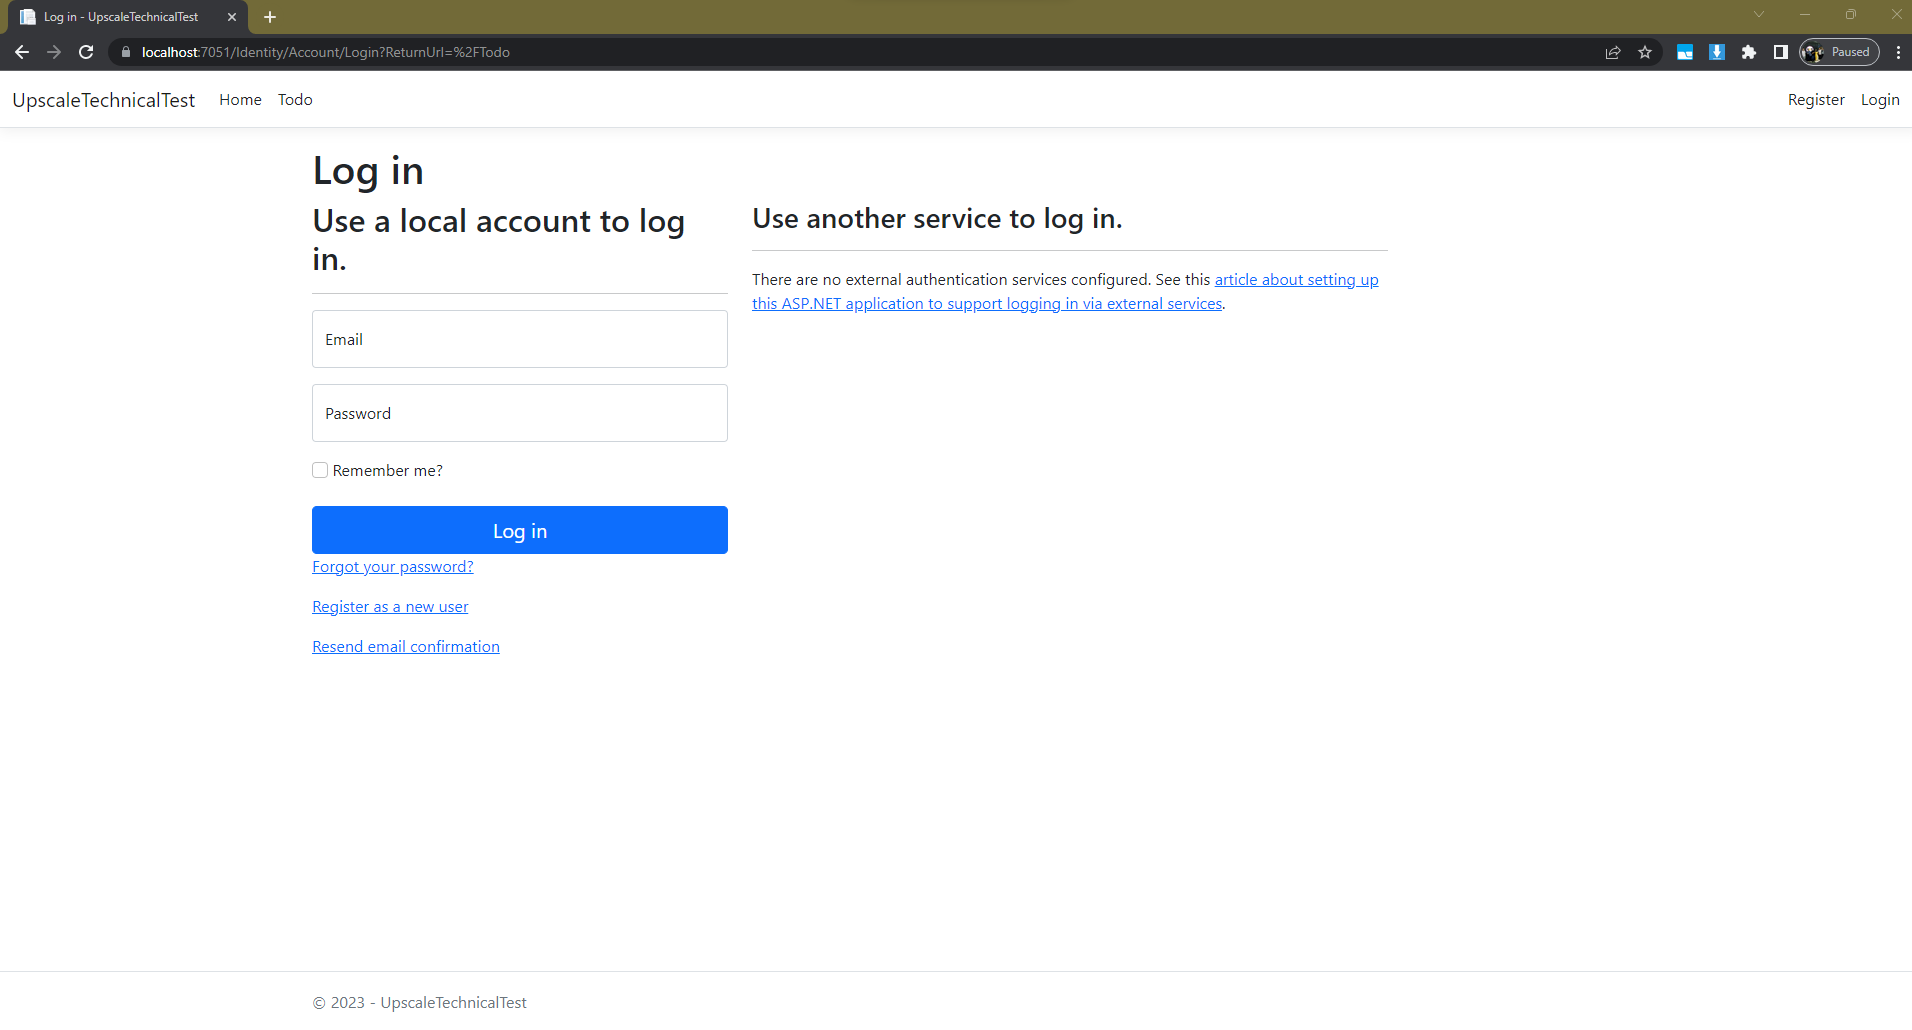 Log in - UpscaleTechnicalTest
localhost:7051/Identity/Account/Login?ReturnUrl=%2FTodo
Paused
UpscaleTechnicalTest Home Todo Register Login
Log in
Use a local account to log
in.
Email
Password
Remember me?
Log in
Forgot your password?
Register as a new user
Resend email confirmation
Use another service to log in.
There are no external authentication services configured. See this article about setting up
this ASP.NET application to support logging in via external services.
© 2023 - UpscaleTechnicalTest